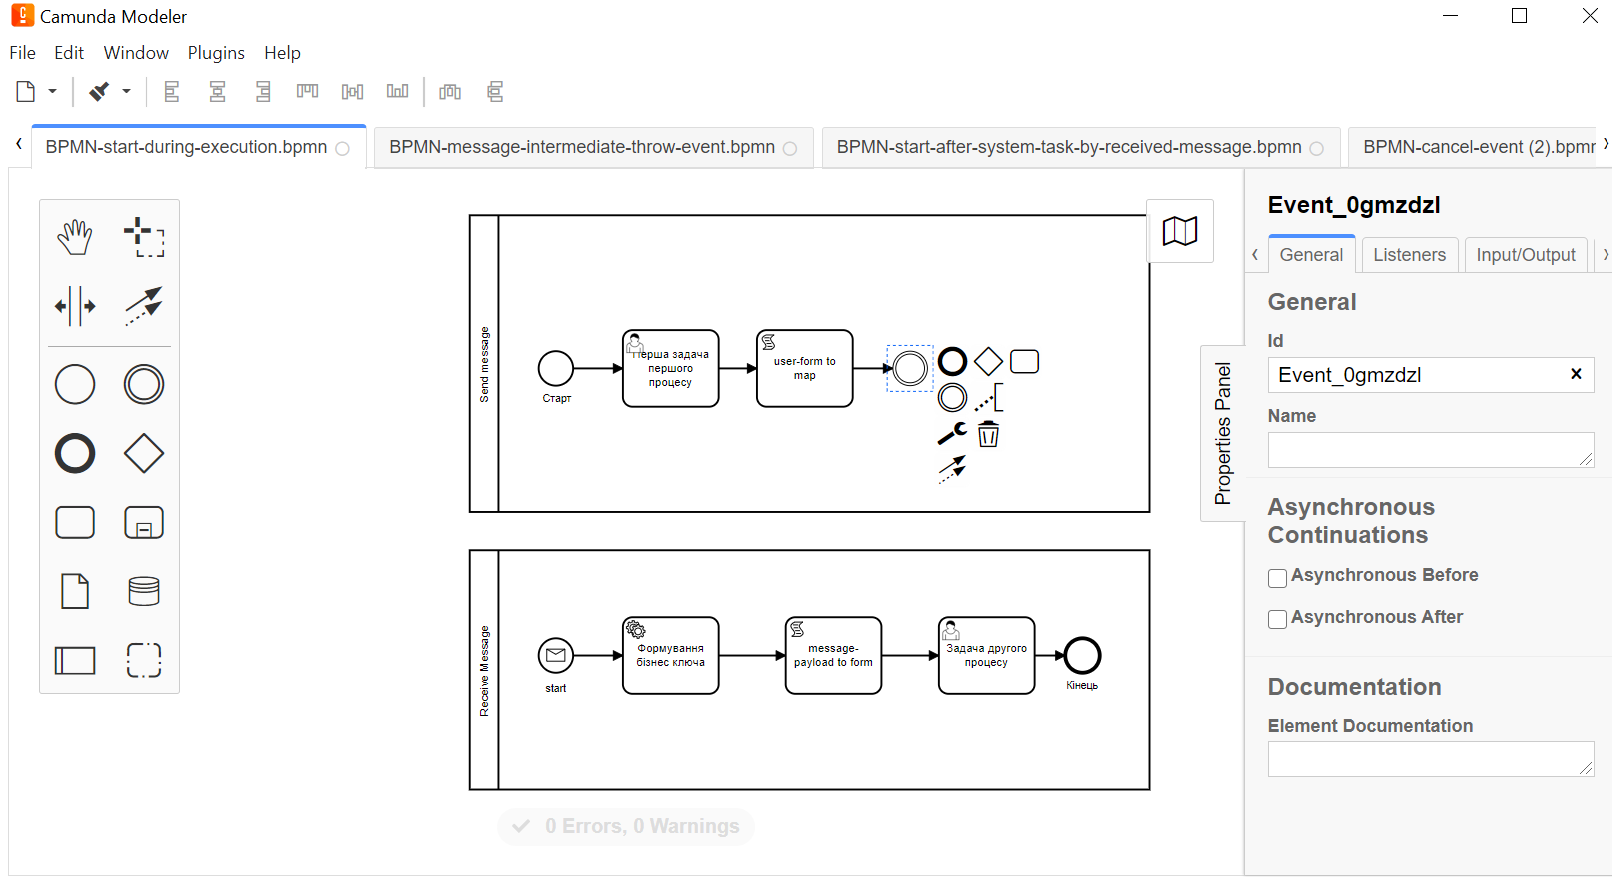 Camunda Modeler
File Edit Window Plugins Help
BPMN-start-during-execution.bpmn
BPMN-message-intermediate-throw-event.bpmn
BPMN-start-after-system-task-by-received-message.bpmn
BPMN-cancel-event (2).bpmn
Send message
Старт
Перша задача
першого
процесу
user-form to
map
Receive Message
start
Формування
бізнес ключа
message-
payload to form
Задача другого
процесу
Кінець
0 Errors, 0 Warnings
Properties Panel
Event_0gmzdzl
General
Listeners
Input/Output
General
Id
Event_0gmzdzl
Name
Asynchronous
Continuations
Asynchronous Before
Asynchronous After
Documentation
Element Documentation